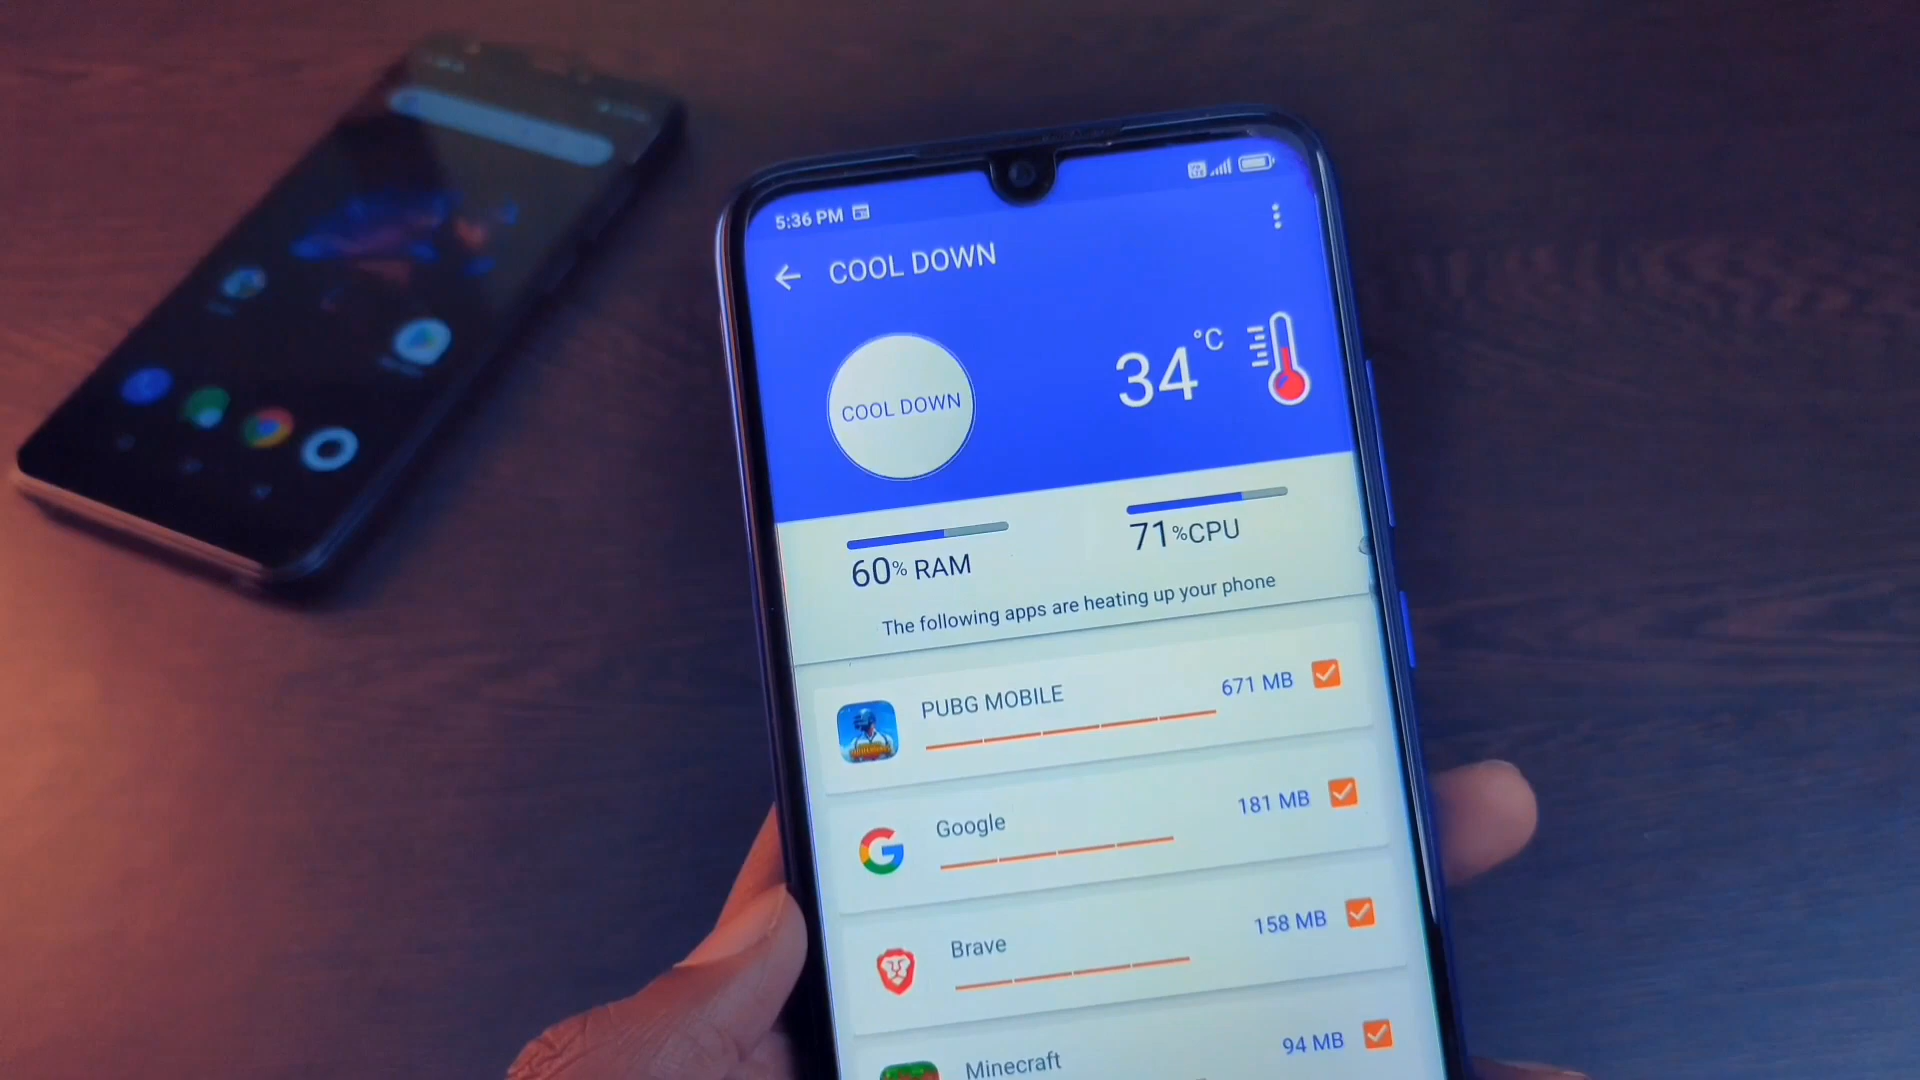 5:36 PM
COOL DOWN
COOL DOWN
34 °C
60% RAM
71%CPU
The following apps are heating up your phone
PUBG MOBILE
671 MB
Google
181 MB
Brave
158 MB
Minecraft
94 MB